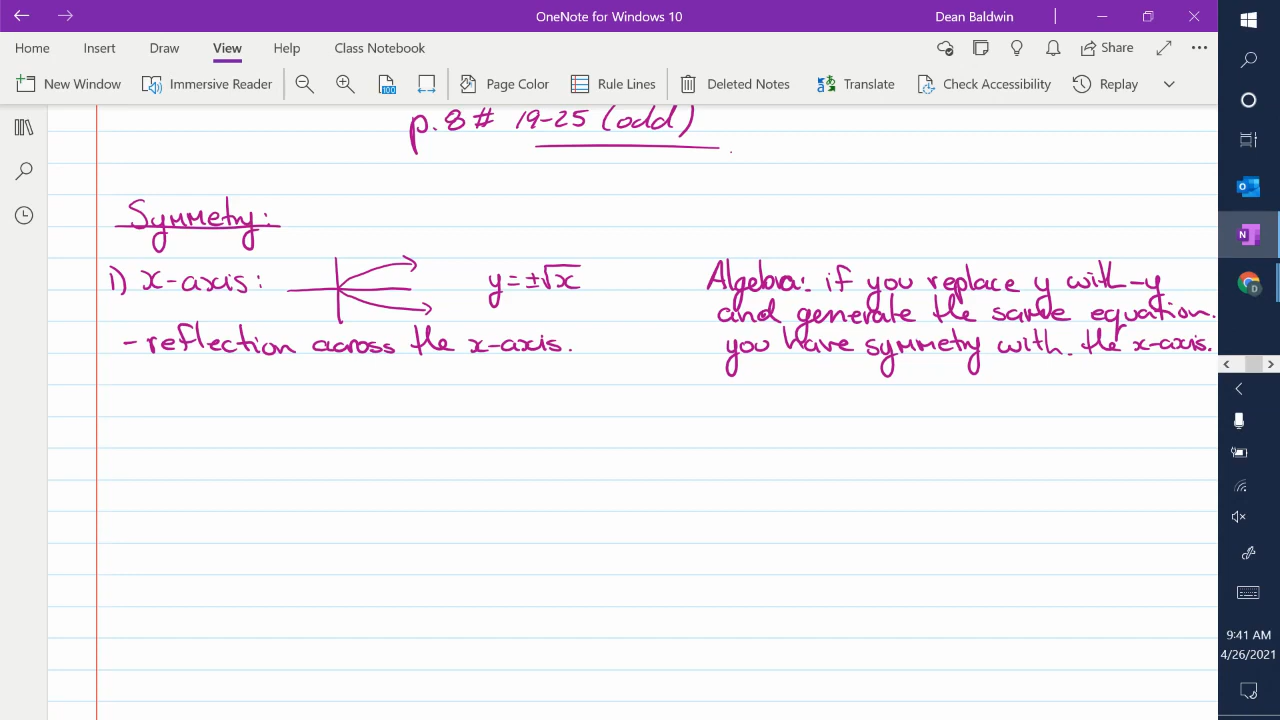 OneNote for Windows 10
Dean Baldwin
Home Insert Draw View Help Class Notebook
Share
New Window Immersive Reader 100 Page Color Rule Lines Deleted Notes Translate Check Accessibility Replay
p. 8 # 19-25 (odd)
Symmetry:
1) x-axis:
y = ±√x
- reflection across the x-axis.
Algebra: if you replace y with -y
and generate the same equation.
you have symmetry with. the x-axis.
N
9:41 AM
4/26/2021